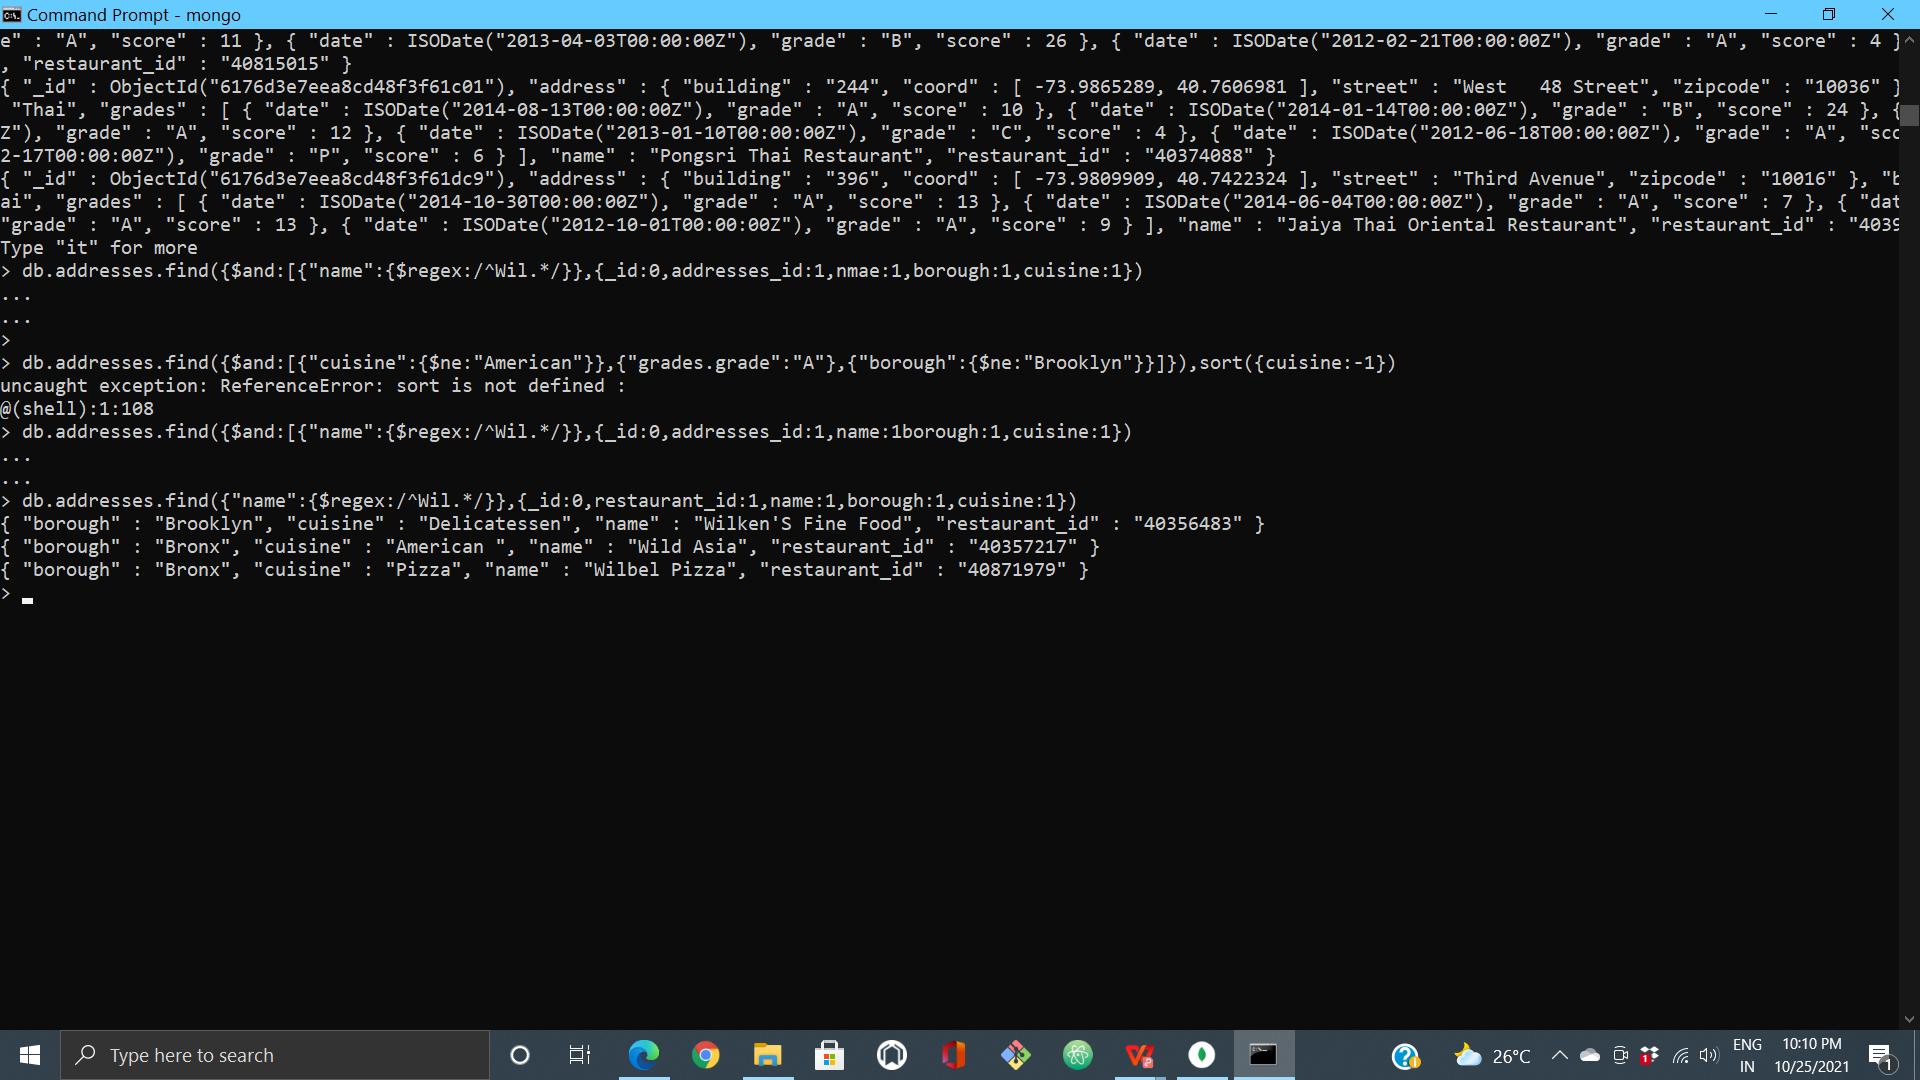 Command Prompt - mongo
e" : "A", "score" : 11 }, { "date" : ISODate("2013-04-03T00:00:00Z"), "grade" : "B", "score" : 26 }, { "date" : ISODate("2012-02-21T00:00:00Z"), "grade" : "A", "score" : 4 }
, "restaurant_id" : "40815015" }
{ "_id" : ObjectId("6176d3e7eea8cd48f3f61c01"), "address" : { "building" : "244", "coord" : [ -73.9865289, 40.7606981 ], "street" : "West   48 Street", "zipcode" : "10036" }
"Thai", "grades" : [ { "date" : ISODate("2014-08-13T00:00:00Z"), "grade" : "A", "score" : 10 }, { "date" : ISODate("2014-01-14T00:00:00Z"), "grade" : "B", "score" : 24 }, {
Z"), "grade" : "A", "score" : 12 }, { "date" : ISODate("2013-01-10T00:00:00Z"), "grade" : "C", "score" : 4 }, { "date" : ISODate("2012-06-18T00:00:00Z"), "grade" : "A", "sco
2-17T00:00:00Z"), "grade" : "P", "score" : 6 } ], "name" : "Pongsri Thai Restaurant", "restaurant_id" : "40374088" }
{ "_id" : ObjectId("6176d3e7eea8cd48f3f61dc9"), "address" : { "building" : "396", "coord" : [ -73.9809909, 40.7422324 ], "street" : "Third Avenue", "zipcode" : "10016" }, "b
ai", "grades" : [ { "date" : ISODate("2014-10-30T00:00:00Z"), "grade" : "A", "score" : 13 }, { "date" : ISODate("2014-06-04T00:00:00Z"), "grade" : "A", "score" : 7 }, { "dat
"grade" : "A", "score" : 13 }, { "date" : ISODate("2012-10-01T00:00:00Z"), "grade" : "A", "score" : 9 } ], "name" : "Jaiya Thai Oriental Restaurant", "restaurant_id" : "4039
Type "it" for more
> db.addresses.find({$and:[{"name":{$regex:/^Wil.*/}},{_id:0,addresses_id:1,nmae:1,borough:1,cuisine:1})
...
...
>
> db.addresses.find({$and:[{"cuisine":{$ne:"American"}},{"grades.grade":"A"},{"borough":{$ne:"Brooklyn"}}]}),sort({cuisine:-1})
uncaught exception: ReferenceError: sort is not defined :
@(shell):1:108
> db.addresses.find({$and:[{"name":{$regex:/^Wil.*/}},{_id:0,addresses_id:1,name:1borough:1,cuisine:1})
...
...
> db.addresses.find({"name":{$regex:/^Wil.*/}},{_id:0,restaurant_id:1,name:1,borough:1,cuisine:1})
{ "borough" : "Brooklyn", "cuisine" : "Delicatessen", "name" : "Wilken'S Fine Food", "restaurant_id" : "40356483" }
{ "borough" : "Bronx", "cuisine" : "American ", "name" : "Wild Asia", "restaurant_id" : "40357217" }
{ "borough" : "Bronx", "cuisine" : "Pizza", "name" : "Wilbel Pizza", "restaurant_id" : "40871979" }
>
Type here to search
26°C
ENG
IN
10:10 PM
10/25/2021
1